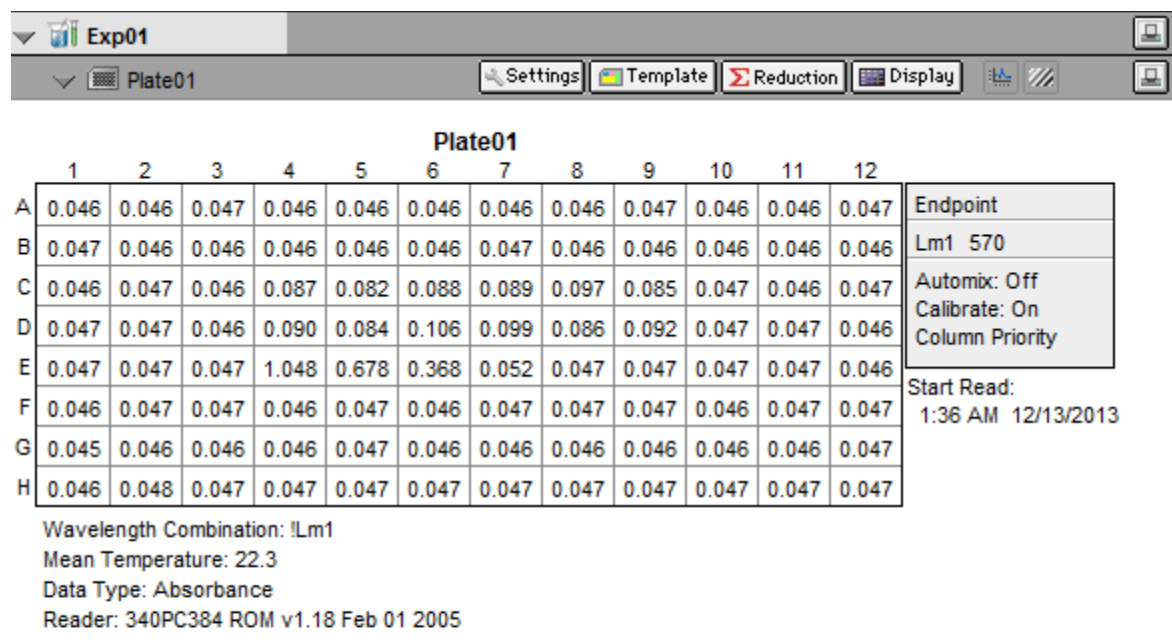 Exp01
Plate01 Settings Template Reduction Display
Plate01
1 2 3 4 5 6 7 8 9 10 11 12
A 0.046 0.046 0.047 0.046 0.046 0.046 0.046 0.046 0.047 0.046 0.046 0.047
B 0.047 0.046 0.046 0.046 0.046 0.046 0.047 0.046 0.046 0.046 0.046 0.046
C 0.046 0.047 0.046 0.087 0.082 0.088 0.089 0.097 0.085 0.047 0.046 0.047
D 0.047 0.047 0.046 0.090 0.084 0.106 0.099 0.086 0.092 0.047 0.047 0.046
E 0.047 0.047 0.047 1.048 0.678 0.368 0.052 0.047 0.047 0.047 0.047 0.046
F 0.046 0.047 0.047 0.046 0.047 0.046 0.047 0.047 0.046 0.047 0.047 0.047
G 0.045 0.046 0.046 0.046 0.047 0.046 0.046 0.046 0.046 0.046 0.046 0.047
H 0.046 0.048 0.047 0.047 0.047 0.047 0.047 0.047 0.047 0.047 0.047 0.047
Endpoint
Lm1 570
Automix: Off
Calibrate: On
Column Priority
Start Read:
1:36 AM 12/13/2013
Wavelength Combination: !Lm1
Mean Temperature: 22.3
Data Type: Absorbance
Reader: 340PC384 ROM v1.18 Feb 01 2005